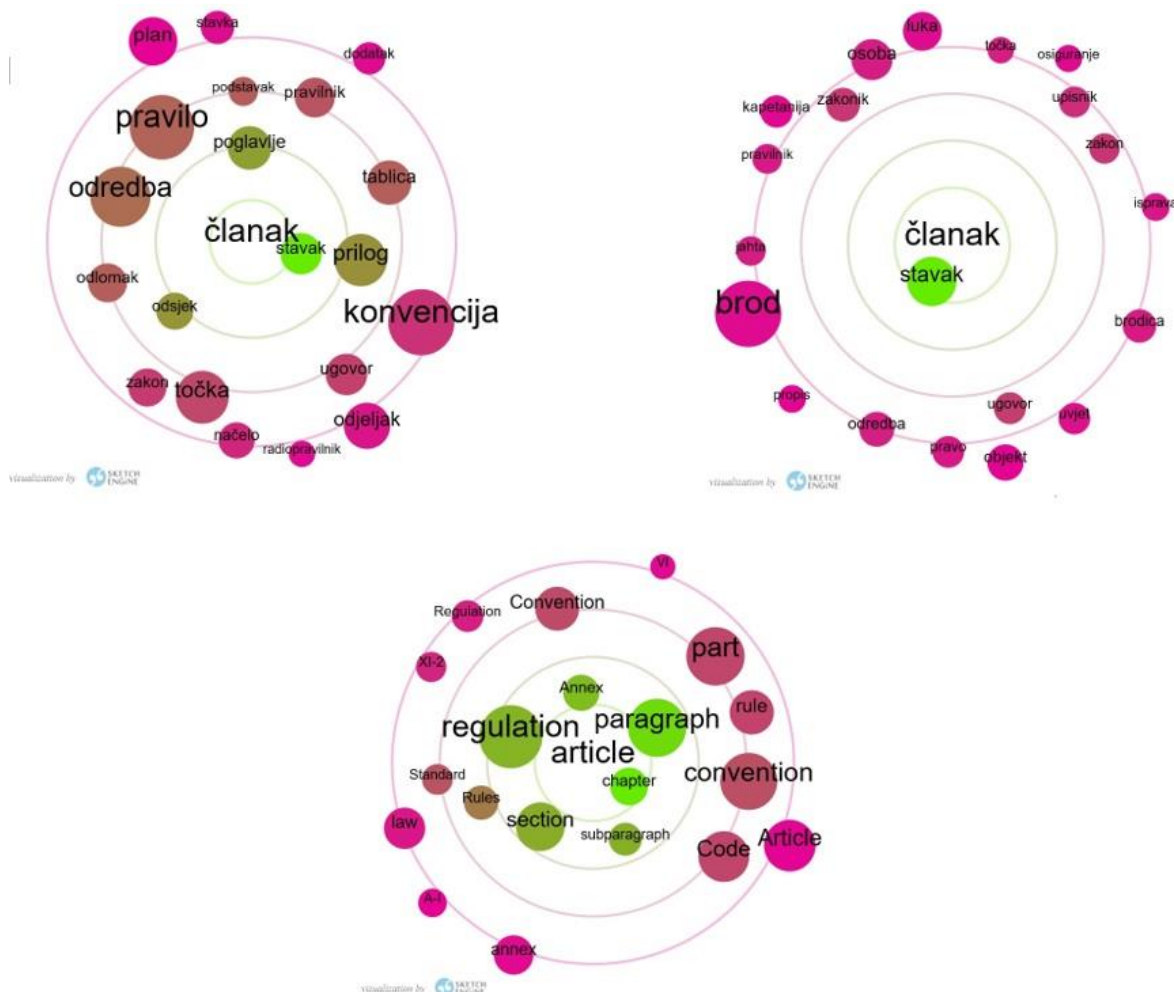 plan
stavka
dodatak
podstavak
pravilnik
pravilo
poglavlje
tablica
odredba
članak
stavak
prilog
odlomak
odsjek
konvencija
ugovor
zakon
točka
odjeljak
načelo
radiopravilnik
visualization by SKETCH
ENGINE
luka
točka
osoba
osiguranje
zakonik
upisnik
kapetanija
zakon
pravilnik
isprava
članak
jahta
stavak
brod
brodica
propis
ugovor
uvjet
odredba
pravo
objekt
visualization by SKETCH
ENGINE
VI
Convention
Regulation
part
XI-2
Annex
rule
regulation
paragraph
article
convention
Standard
chapter
Rules
section
subparagraph
law
Code
Article
A-I
annex
visualization by SKETCH
ENGINE